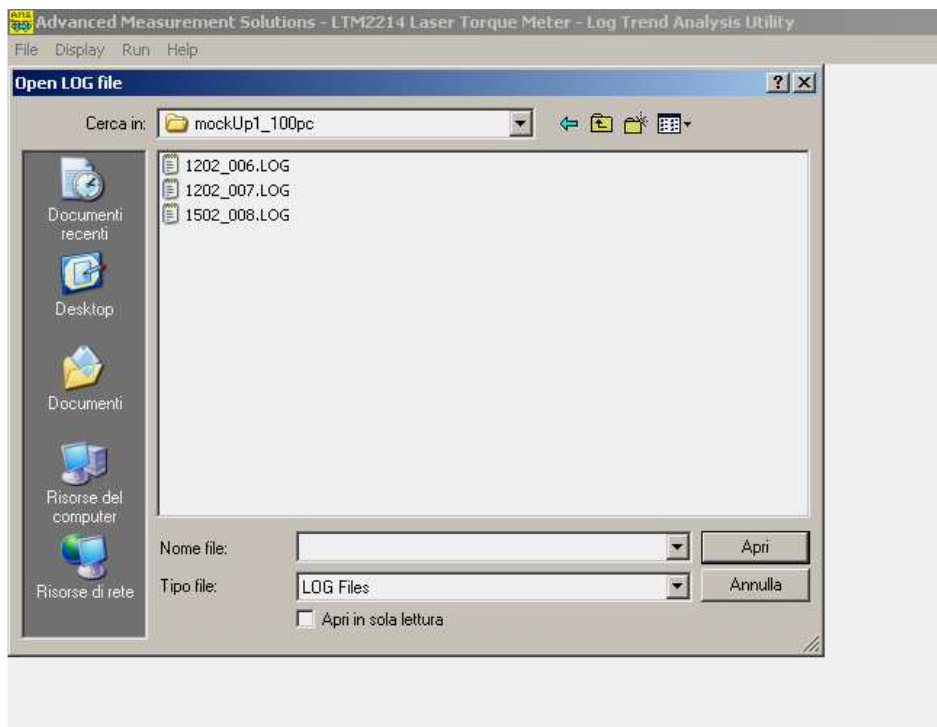 AMS
Advanced Measurement Solutions - LTM2214 Laser Torque Meter - Log Trend Analysis Utility
File Display Run Help
Open LOG file
Cerca in:
mockUp1_100pc
1202_006.LOG
1202_007.LOG
1502_008.LOG
Documenti
recenti
Desktop
Documenti
Risorse del
computer
Risorse di rete
Nome file:
Apri
Tipo file:
LOG Files
Annulla
Apri in sola lettura